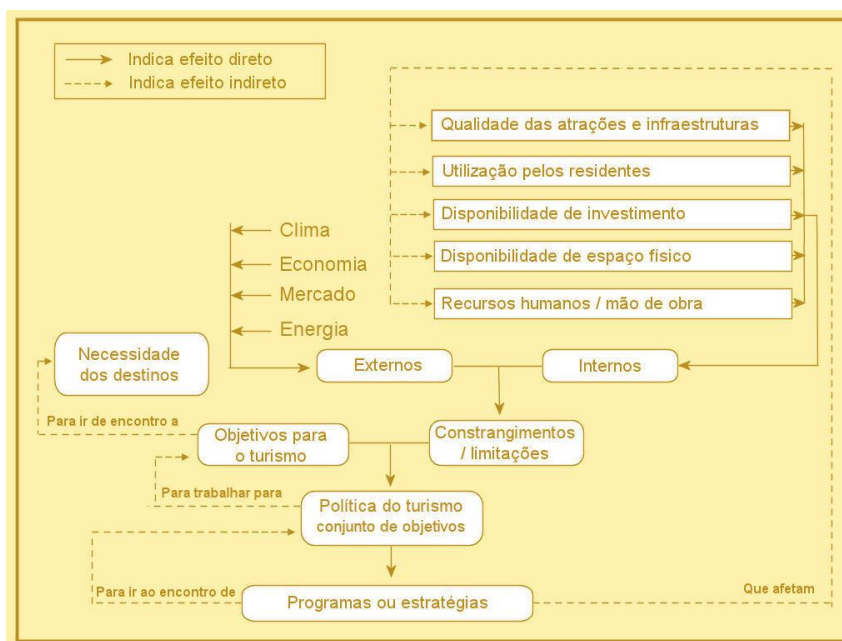 Indica efeito direto
Indica efeito indireto
Qualidade das atrações e infraestruturas
Utilização pelos residentes
Disponibilidade de investimento
Disponibilidade de espaço físico
Recursos humanos / mão de obra
Clima
Economia
Mercado
Energia
Necessidade
dos destinos
Externos
Internos
Para ir de encontro a
Objetivos para
o turismo
Constrangimentos
/ limitações
Para trabalhar para
Política do turismo
conjunto de objetivos
Para ir ao encontro de
Programas ou estratégias
Que afetam